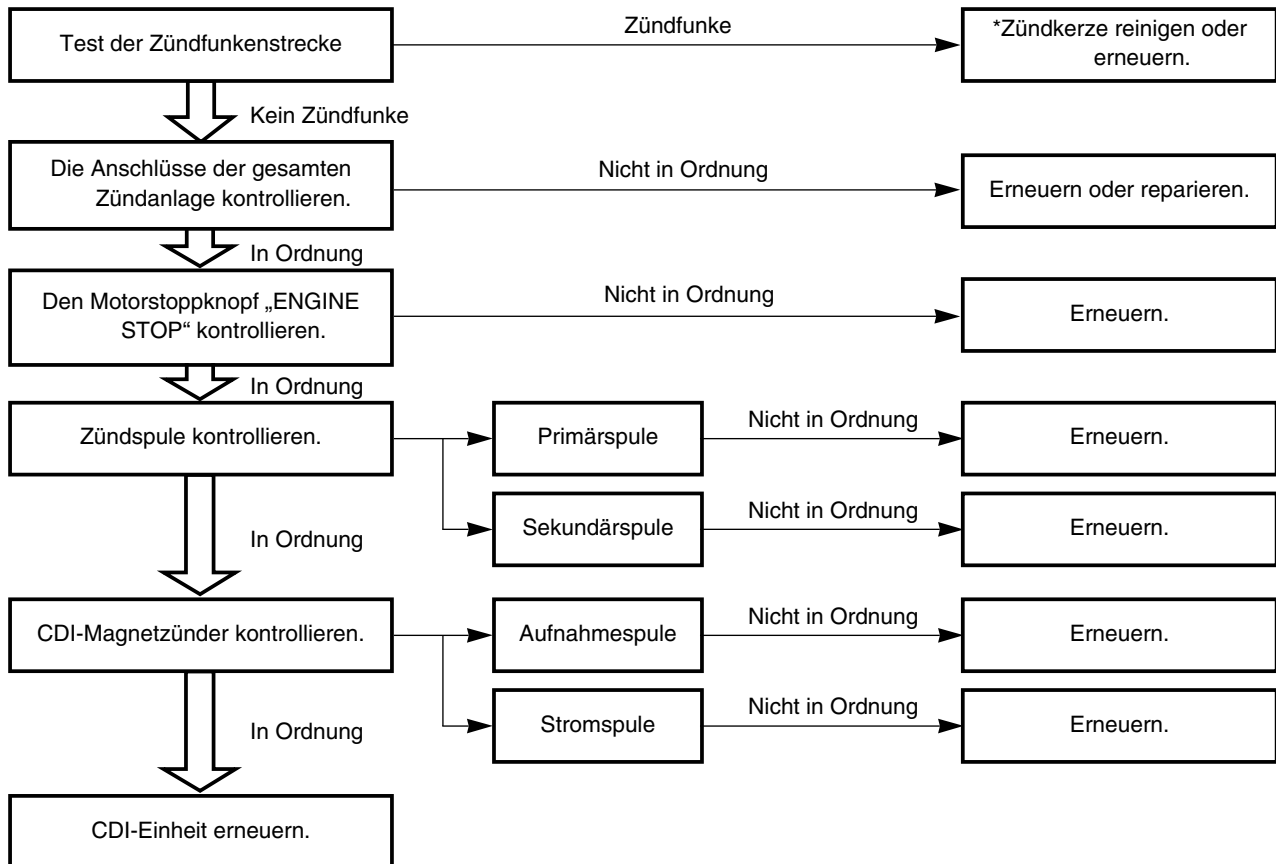 Test der Zündfunkenstrecke
Zündfunke
*Zündkerze reinigen oder
erneuern.
Kein Zündfunke
Die Anschlüsse der gesamten
Zündanlage kontrollieren.
Nicht in Ordnung
Erneuern oder reparieren.
In Ordnung
Den Motorstoppknopf „ENGINE
STOP“ kontrollieren.
Nicht in Ordnung
Erneuern.
In Ordnung
Zündspule kontrollieren.
Primärspule
Nicht in Ordnung
Erneuern.
Sekundärspule
Nicht in Ordnung
Erneuern.
In Ordnung
CDI-Magnetzünder kontrollieren.
Aufnahmespule
Nicht in Ordnung
Erneuern.
Stromspule
Nicht in Ordnung
Erneuern.
In Ordnung
CDI-Einheit erneuern.